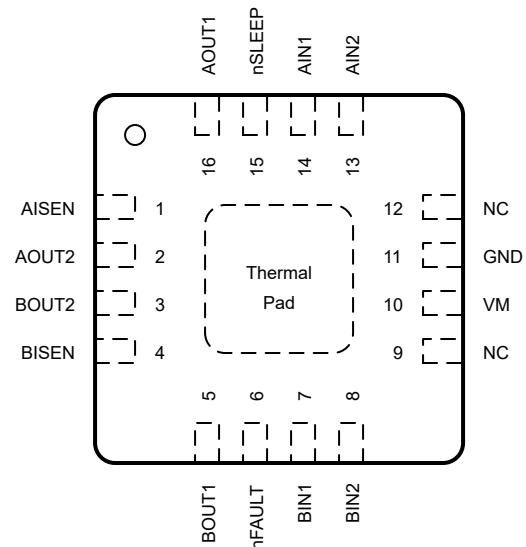 AOUT1
nSLEEP
AIN1
AIN2
16
15
14
13
AISEN 1
12 NC
AOUT2 2
11 GND
BOUT2 3
10 VM
BISEN 4
9 NC
Thermal
Pad
5
6
7
8
BOUT1
nFAULT
BIN1
BIN2